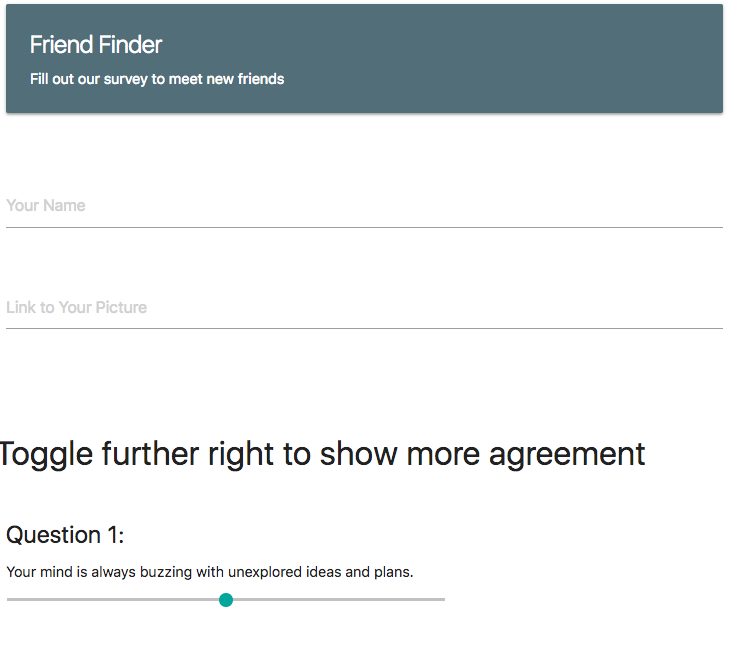 Friend Finder
Fill out our survey to meet new friends
Your Name
Link to Your Picture
Toggle further right to show more agreement
Question 1:
Your mind is always buzzing with unexplored ideas and plans.